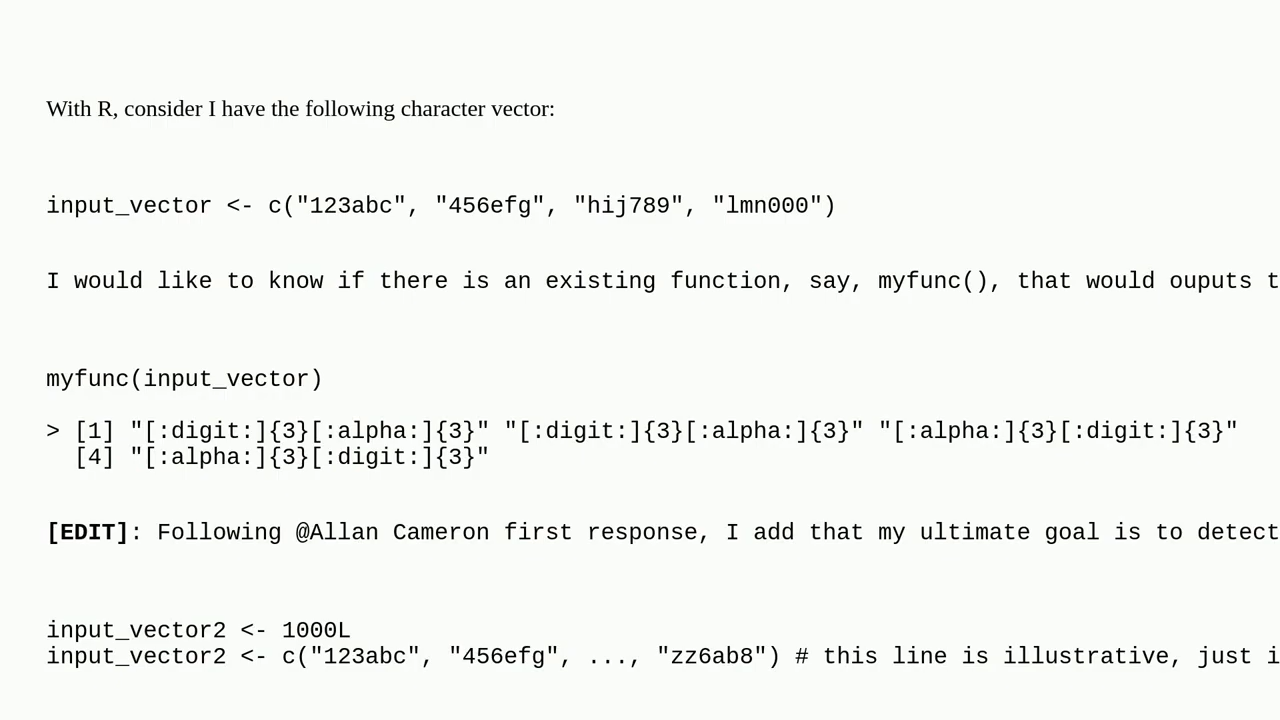 With R, consider I have the following character vector:
input_vector <- c("123abc", "456efg", "hij789", "lmn000")
I would like to know if there is an existing function, say, myfunc(), that would ouputs t
myfunc(input_vector)
> [1] "[:digit:]{3}[:alpha:]{3}" "[:digit:]{3}[:alpha:]{3}" "[:alpha:]{3}[:digit:]{3}"
  [4] "[:alpha:]{3}[:digit:]{3}"
[EDIT]: Following @Allan Cameron first response, I add that my ultimate goal is to detect
input_vector2 <- 1000L
input_vector2 <- c("123abc", "456efg", ..., "zz6ab8") # this line is illustrative, just i